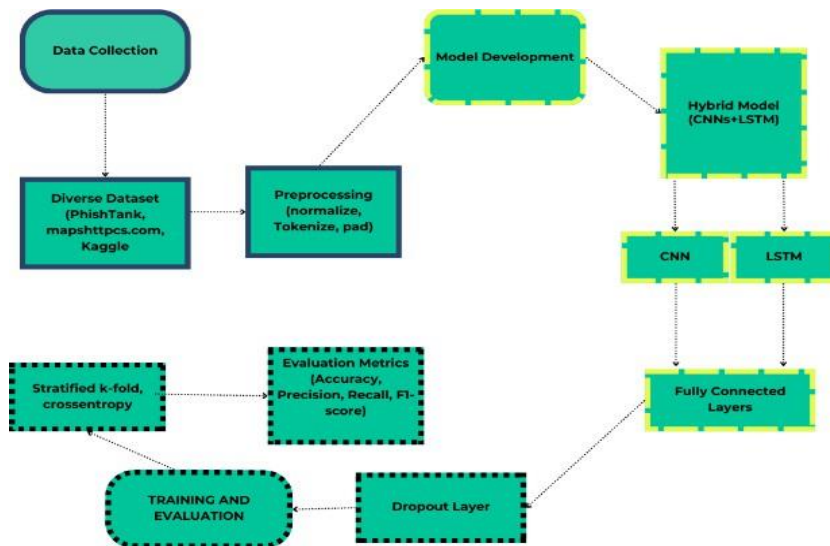 Data Collection
Diverse Dataset
(PhishTank,
mapshttpcs.com,
Kaggle
Preprocessing
(normalize,
Tokenize, pad)
Model Development
Hybrid Model
(CNNs+LSTM)
CNN
LSTM
Fully Connected
Layers
Dropout Layer
TRAINING AND
EVALUATION
Stratified k-fold,
crossentropy
Evaluation Metrics
(Accuracy,
Precision, Recall, F1-
score)